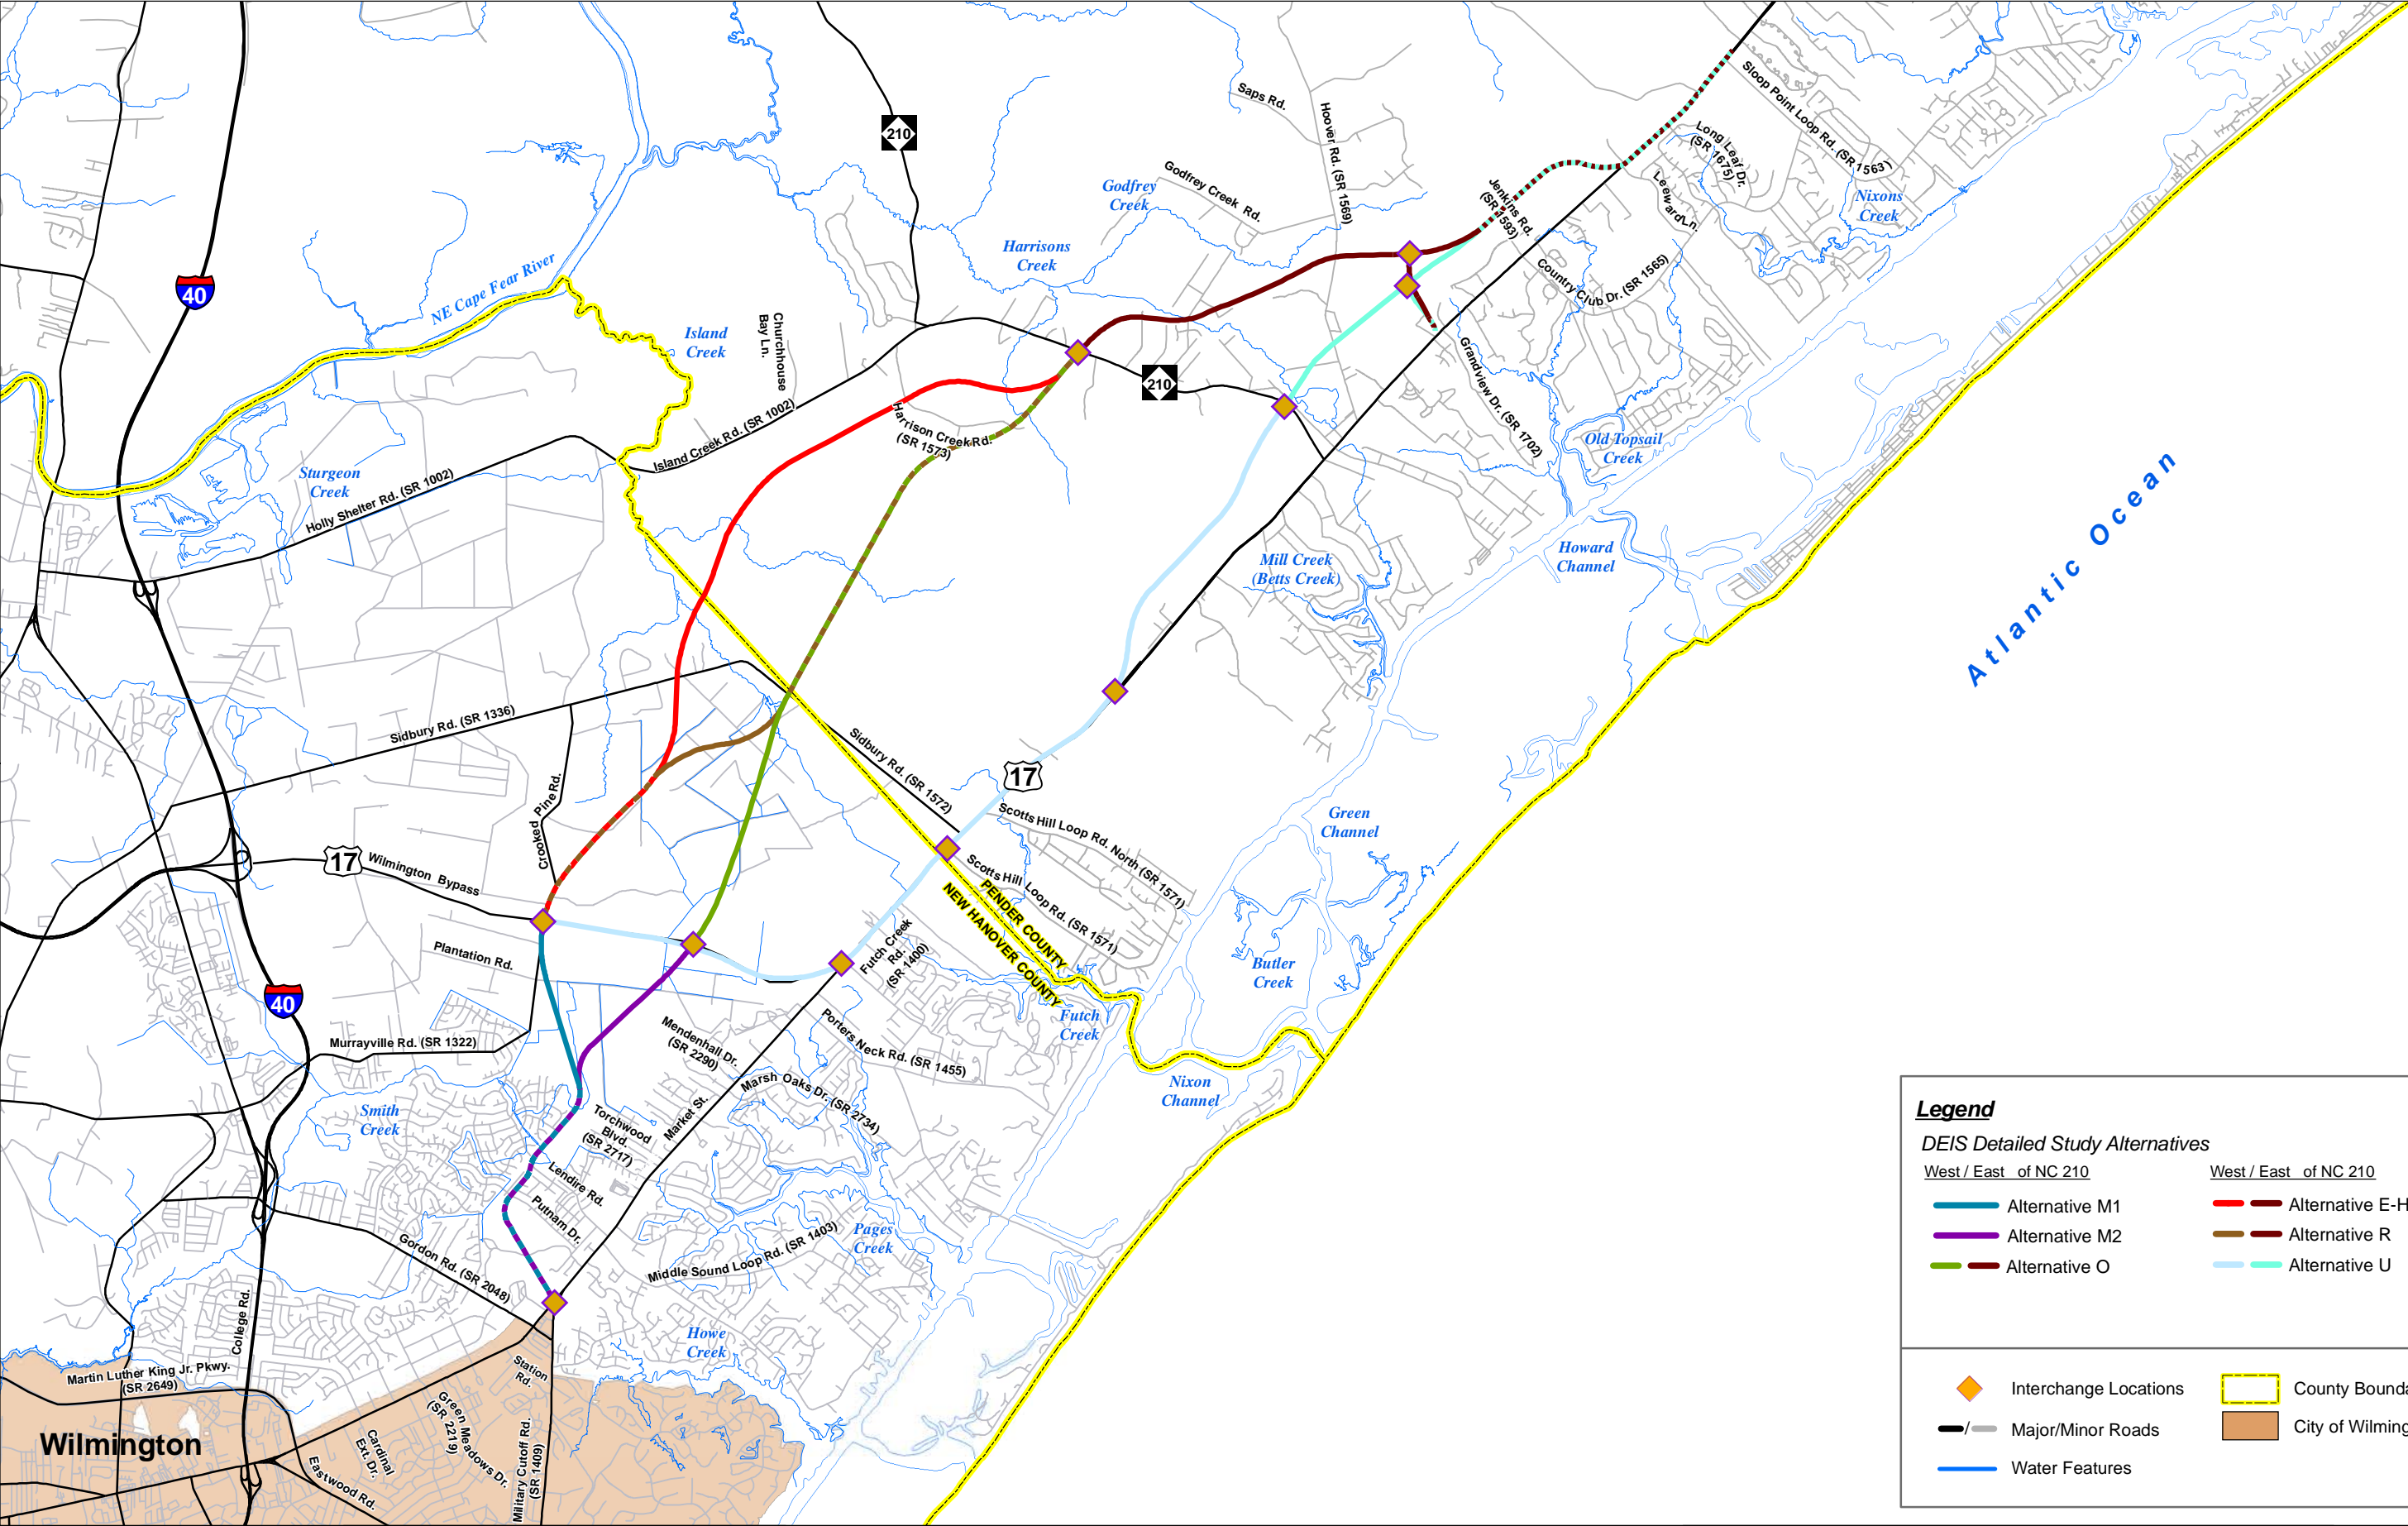 210
Saps Rd.
Hoover Rd. (SR 1569)
Sloop Point Loop Rd. (SR 1563)
Long Leaf Dr.
(SR 1675)
Leeward Ln.
Nixons
Creek
Godfrey
Creek
Godfrey Creek Rd.
Jenkins Rd.
(SR 1593)
Harrisons
Creek
Country Club Dr. (SR 1565)
40
NE Cape Fear River
Island
Creek
Churchhouse
Bay Ln.
210
Grandview Dr. (SR 1702)
Island Creek Rd. (SR 1002)
Harrison Creek Rd.
(SR 1573)
Old Topsail
Creek
Sturgeon
Creek
Holly Shelter Rd. (SR 1002)
Atlantic Ocean
Mill Creek
(Betts Creek)
Howard
Channel
Sidbury Rd. (SR 1336)
Sidbury Rd. (SR 1572)
17
Crooked Pine Rd.
Scotts Hill Loop Rd. North (SR 1571)
Green
Channel
17
Wilmington Bypass
Scotts Hill Loop Rd. (SR 1571)
PENDER COUNTY
NEW HANOVER COUNTY
Plantation Rd.
Futch Creek
Rd.
(SR 1400)
Butler
Creek
40
Futch
Creek
Murrayville Rd. (SR 1322)
Mendenhall Dr.
(SR 2290)
Porters Neck Rd. (SR 1455)
Marsh Oaks Dr. (SR 2734)
Nixon
Channel
Smith
Creek
Torchwood
Blvd.
(SR 2717)
Market St.
Lendire Rd.
Putnam Dr.
Pages
Creek
Gordon Rd. (SR 2048)
Middle Sound Loop Rd. (SR 1403)
College Rd.
Howe
Creek
Martin Luther King Jr. Pkwy.
(SR 2649)
Station
Rd.
Green Meadows Dr.
(SR 2219)
Cardinal
Ext. Dr.
Military Cutoff Rd.
(SR 1409)
Wilmington
Eastwood Rd.
Legend
DEIS Detailed Study Alternatives
West / East of NC 210
West / East of NC 210
Alternative M1
Alternative E-H
Alternative M2
Alternative R
Alternative O
Alternative U
Interchange Locations
County Bounda
/
Major/Minor Roads
City of Wilming
Water Features